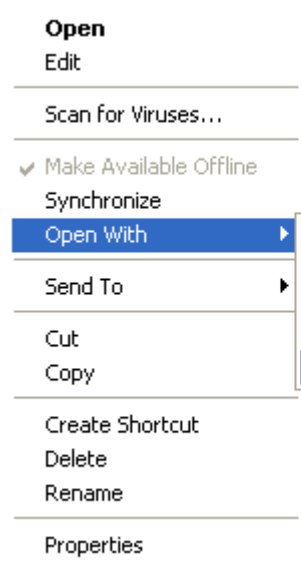 Open
Edit
Scan for Viruses...
Make Available Offline
Synchronize
Open With
Send To
Cut
Copy
Create Shortcut
Delete
Rename
Properties